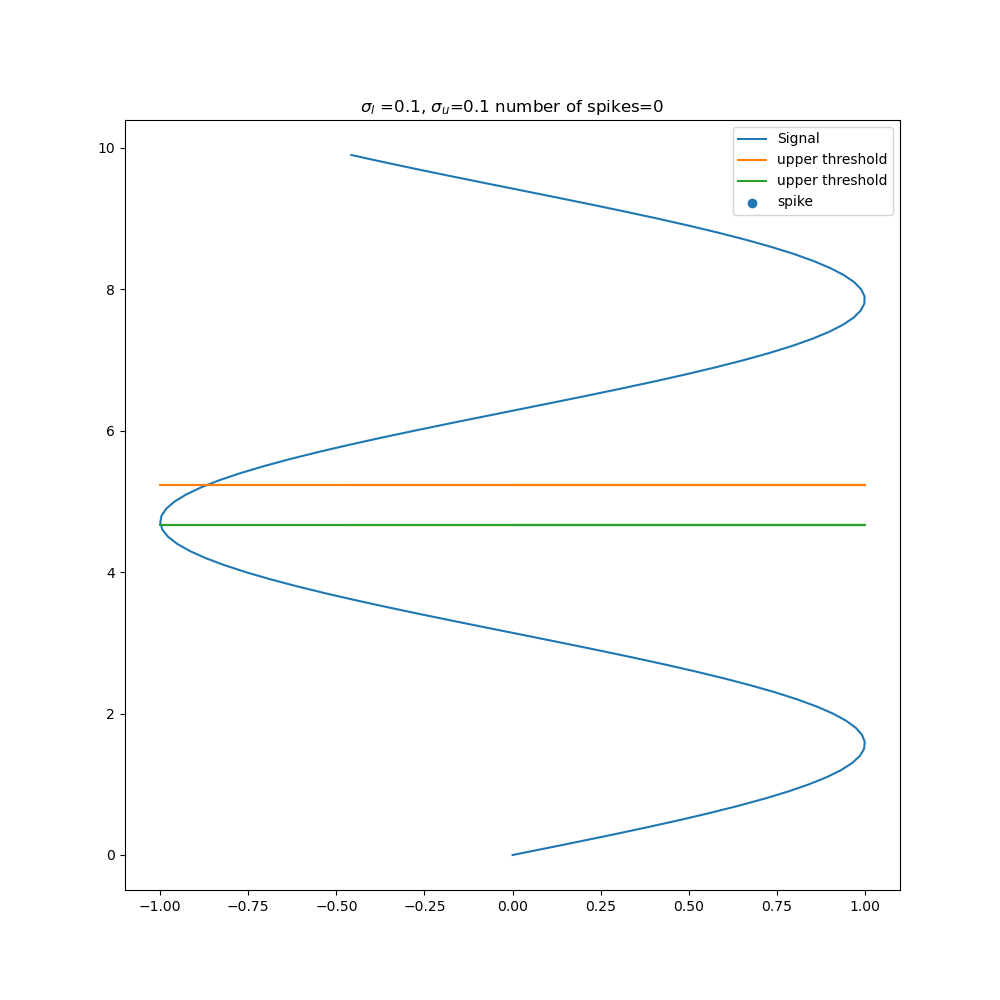 σl =0.1, σu=0.1 number of spikes=0
Signal
upper threshold
upper threshold
spike
10
8
6
4
2
0
−1.00 −0.75 −0.50 −0.25 0.00 0.25 0.50 0.75 1.00